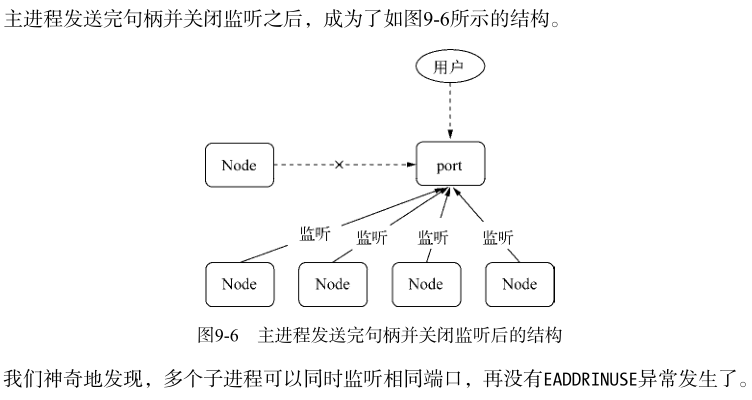 主进程发送完句柄并关闭监听之后，成为了如图9-6所示的结构。
用户
Node
port
监听 监听 监听 监听
Node Node Node Node
图9-6 主进程发送完句柄并关闭监听后的结构
我们神奇地发现，多个子进程可以同时监听相同端口，再没有EADDRINUSE异常发生了。